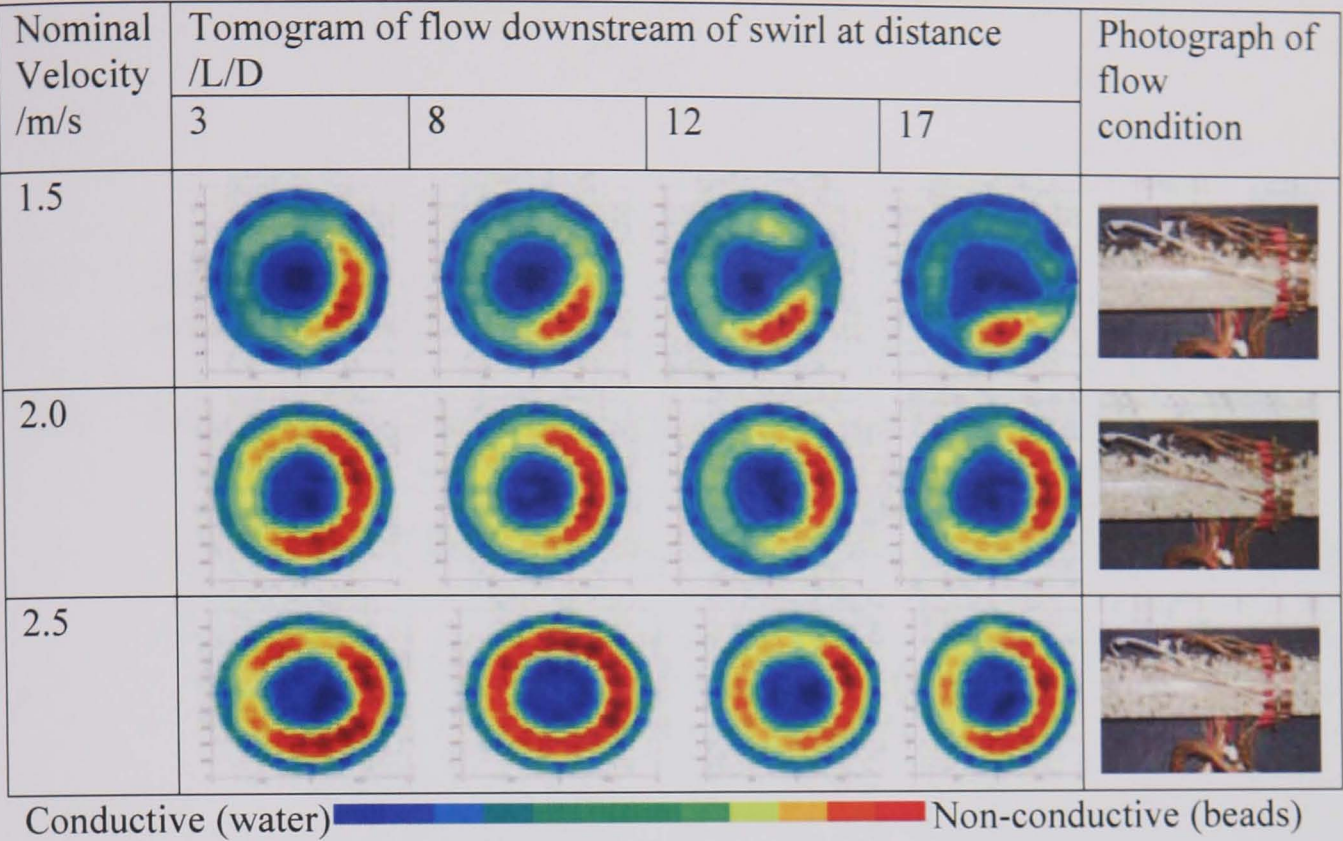 Nominal
Velocity
/m/s
Tomogram of flow downstream of swirl at distance
/L/D
Photograph of
flow
condition
3
8
12
17
1.5
2.0
2.5
Conductive (water)
Non-conductive (beads)